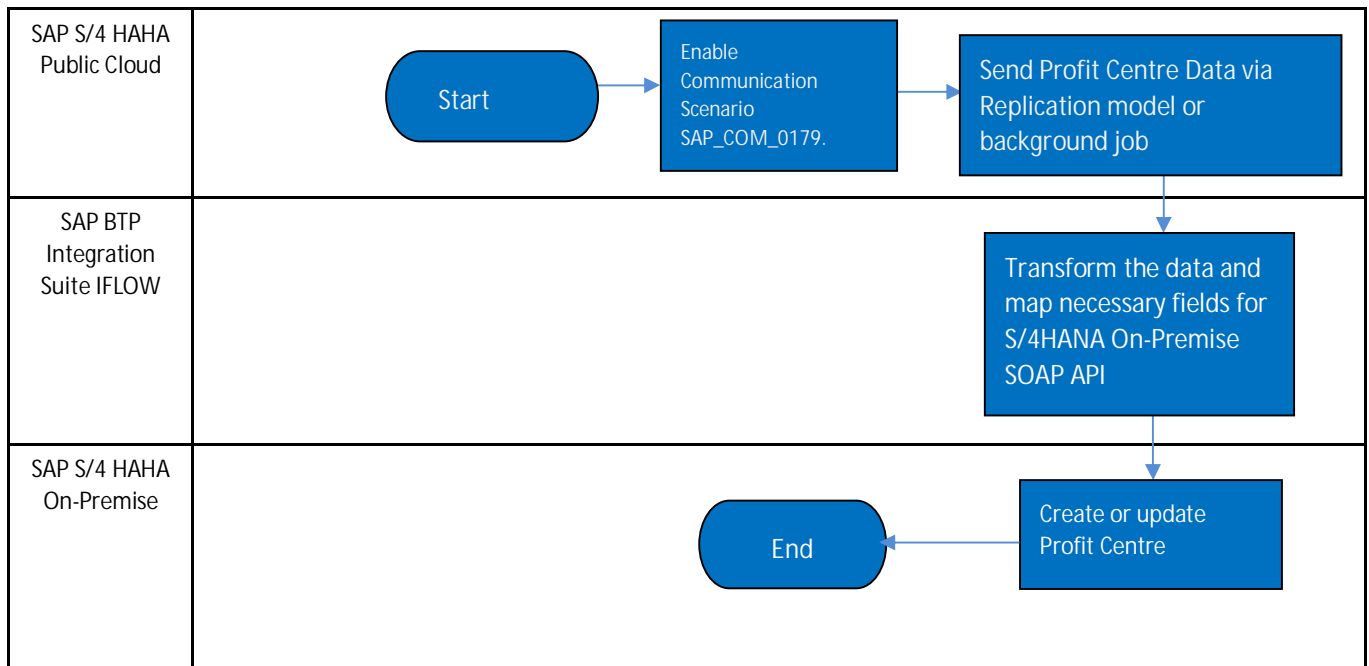 SAP S/4 HAHA
Public Cloud
Start
Enable
Communication
Scenario
SAP_COM_0179.
Send Profit Centre Data via
Replication model or
background job
SAP BTP
Integration
Suite IFLOW
Transform the data and
map necessary fields for
S/4HANA On-Premise
SOAP API
SAP S/4 HAHA
On-Premise
End
Create or update
Profit Centre